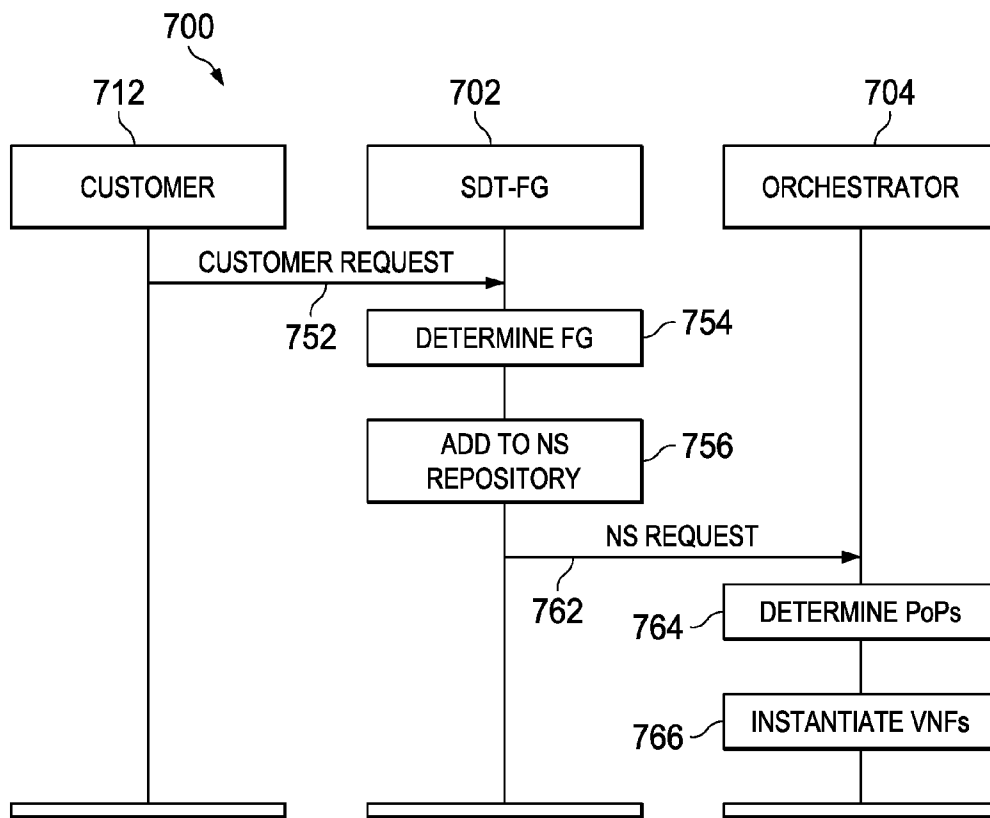 700
712
702
704
CUSTOMER
SDT-FG
ORCHESTRATOR
CUSTOMER REQUEST
752
DETERMINE FG
754
ADD TO NS
REPOSITORY
756
NS REQUEST
762
764
DETERMINE PoPs
766
INSTANTIATE VNFs